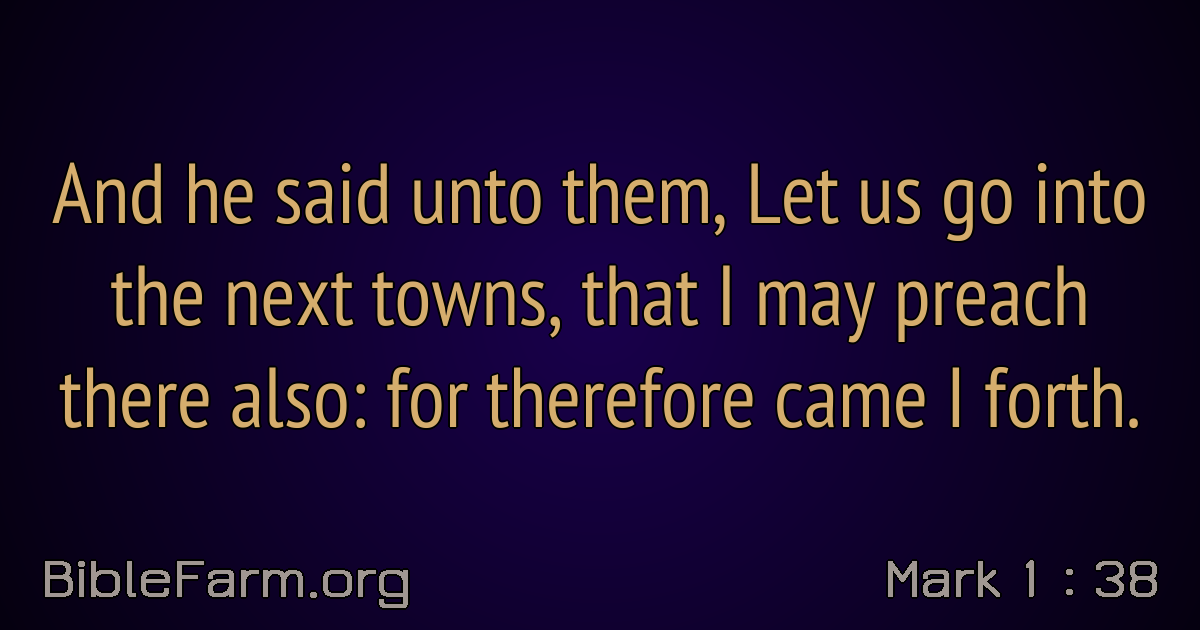 And he said unto them, Let us go into
the next towns, that I may preach
there also: for therefore came I forth.
BibleFarm.org
Mark 1 : 38